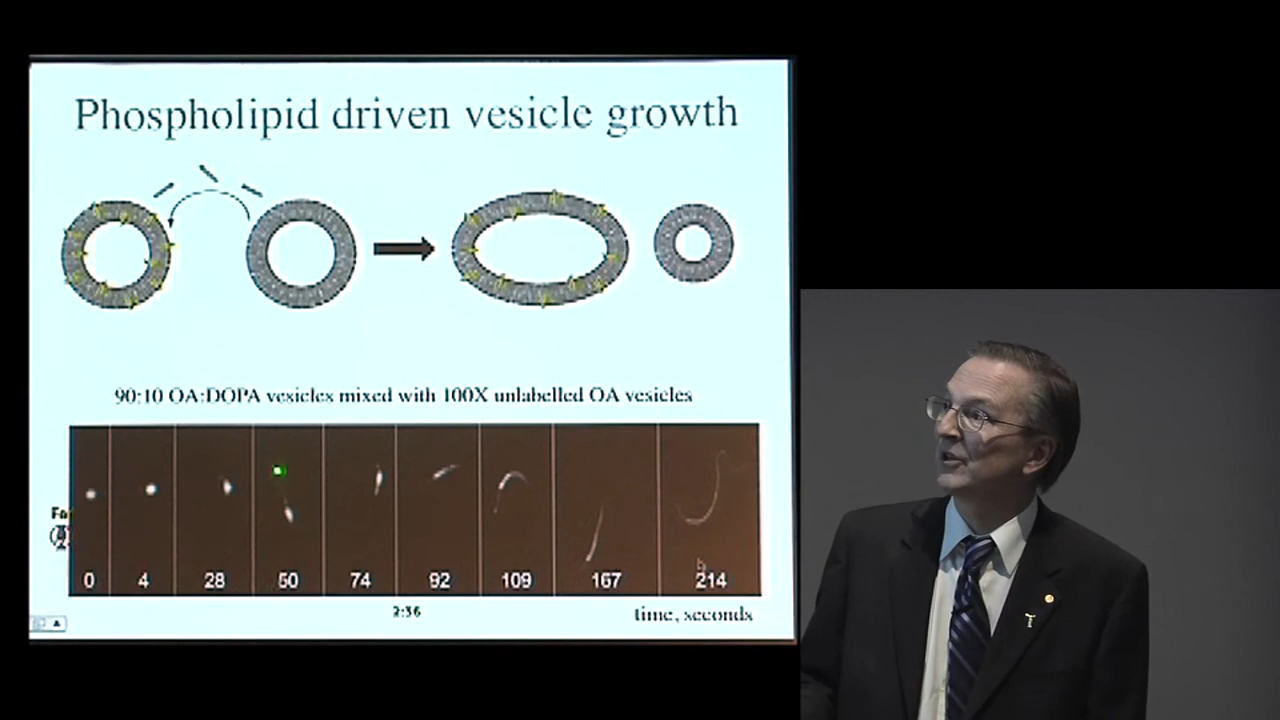 Phospholipid driven vesicle growth
90:10 OA:DOPA vesicles mixed with 100X unlabelled OA vesicles
0 4 28 50 74 92 109 167 214
2:36
time, seconds